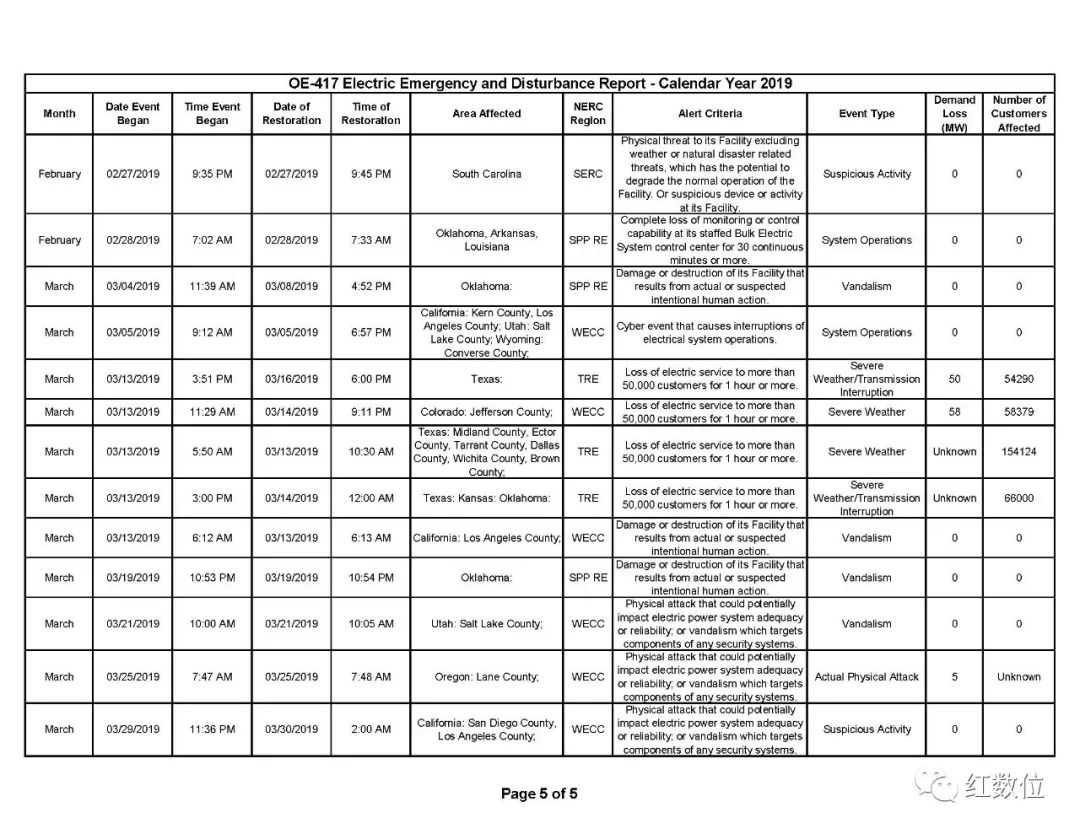 OE-417 Electric Emergency and Disturbance Report - Calendar Year 2019
Month | Date Event Began | Time Event Began | Date of Restoration | Time of Restoration | Area Affected | NERC Region | Alert Criteria | Event Type | Demand Loss (MW) | Number of Customers Affected
February | 02/27/2019 | 9:35 PM | 02/27/2019 | 9:45 PM | South Carolina | SERC | Physical threat to its Facility excluding weather or natural disaster related threats, which has the potential to degrade the normal operation of the Facility. Or suspicious device or activity at its Facility. | Suspicious Activity | 0 | 0
February | 02/28/2019 | 7:02 AM | 02/28/2019 | 7:33 AM | Oklahoma, Arkansas, Louisiana | SPP RE | Complete loss of monitoring or control capability at its staffed Bulk Electric System control center for 30 continuous minutes or more. | System Operations | 0 | 0
March | 03/04/2019 | 11:39 AM | 03/08/2019 | 4:52 PM | Oklahoma: | SPP RE | Damage or destruction of its Facility that results from actual or suspected intentional human action. | Vandalism | 0 | 0
March | 03/05/2019 | 9:12 AM | 03/05/2019 | 6:57 PM | California: Kern County, Los Angeles County; Utah: Salt Lake County; Wyoming: Converse County; | WECC | Cyber event that causes interruptions of electrical system operations. | System Operations | 0 | 0
March | 03/13/2019 | 3:51 PM | 03/16/2019 | 6:00 PM | Texas: | TRE | Loss of electric service to more than 50,000 customers for 1 hour or more. | Severe Weather/Transmission Interruption | 50 | 54290
March | 03/13/2019 | 11:29 AM | 03/14/2019 | 9:11 PM | Colorado: Jefferson County; | WECC | Loss of electric service to more than 50,000 customers for 1 hour or more. | Severe Weather | 58 | 58379
March | 03/13/2019 | 5:50 AM | 03/13/2019 | 10:30 AM | Texas: Midland County, Ector County, Tarrant County, Dallas County, Wichita County, Brown County; | TRE | Loss of electric service to more than 50,000 customers for 1 hour or more. | Severe Weather | Unknown | 154124
March | 03/13/2019 | 3:00 PM | 03/14/2019 | 12:00 AM | Texas: Kansas: Oklahoma: | TRE | Loss of electric service to more than 50,000 customers for 1 hour or more. | Severe Weather/Transmission Interruption | Unknown | 66000
March | 03/13/2019 | 6:12 AM | 03/13/2019 | 6:13 AM | California: Los Angeles County; | WECC | Damage or destruction of its Facility that results from actual or suspected intentional human action. | Vandalism | 0 | 0
March | 03/19/2019 | 10:53 PM | 03/19/2019 | 10:54 PM | Oklahoma: | SPP RE | Damage or destruction of its Facility that results from actual or suspected intentional human action. | Vandalism | 0 | 0
March | 03/21/2019 | 10:00 AM | 03/21/2019 | 10:05 AM | Utah: Salt Lake County; | WECC | Physical attack that could potentially impact electric power system adequacy or reliability; or vandalism which targets components of any security systems. | Vandalism | 0 | 0
March | 03/25/2019 | 7:47 AM | 03/25/2019 | 7:48 AM | Oregon: Lane County; | WECC | Physical attack that could potentially impact electric power system adequacy or reliability; or vandalism which targets components of any security systems. | Actual Physical Attack | 5 | Unknown
March | 03/29/2019 | 11:36 PM | 03/30/2019 | 2:00 AM | California: San Diego County, Los Angeles County; | WECC | Physical attack that could potentially impact electric power system adequacy or reliability; or vandalism which targets components of any security systems. | Suspicious Activity | 0 | 0
Page 5 of 5
红数位